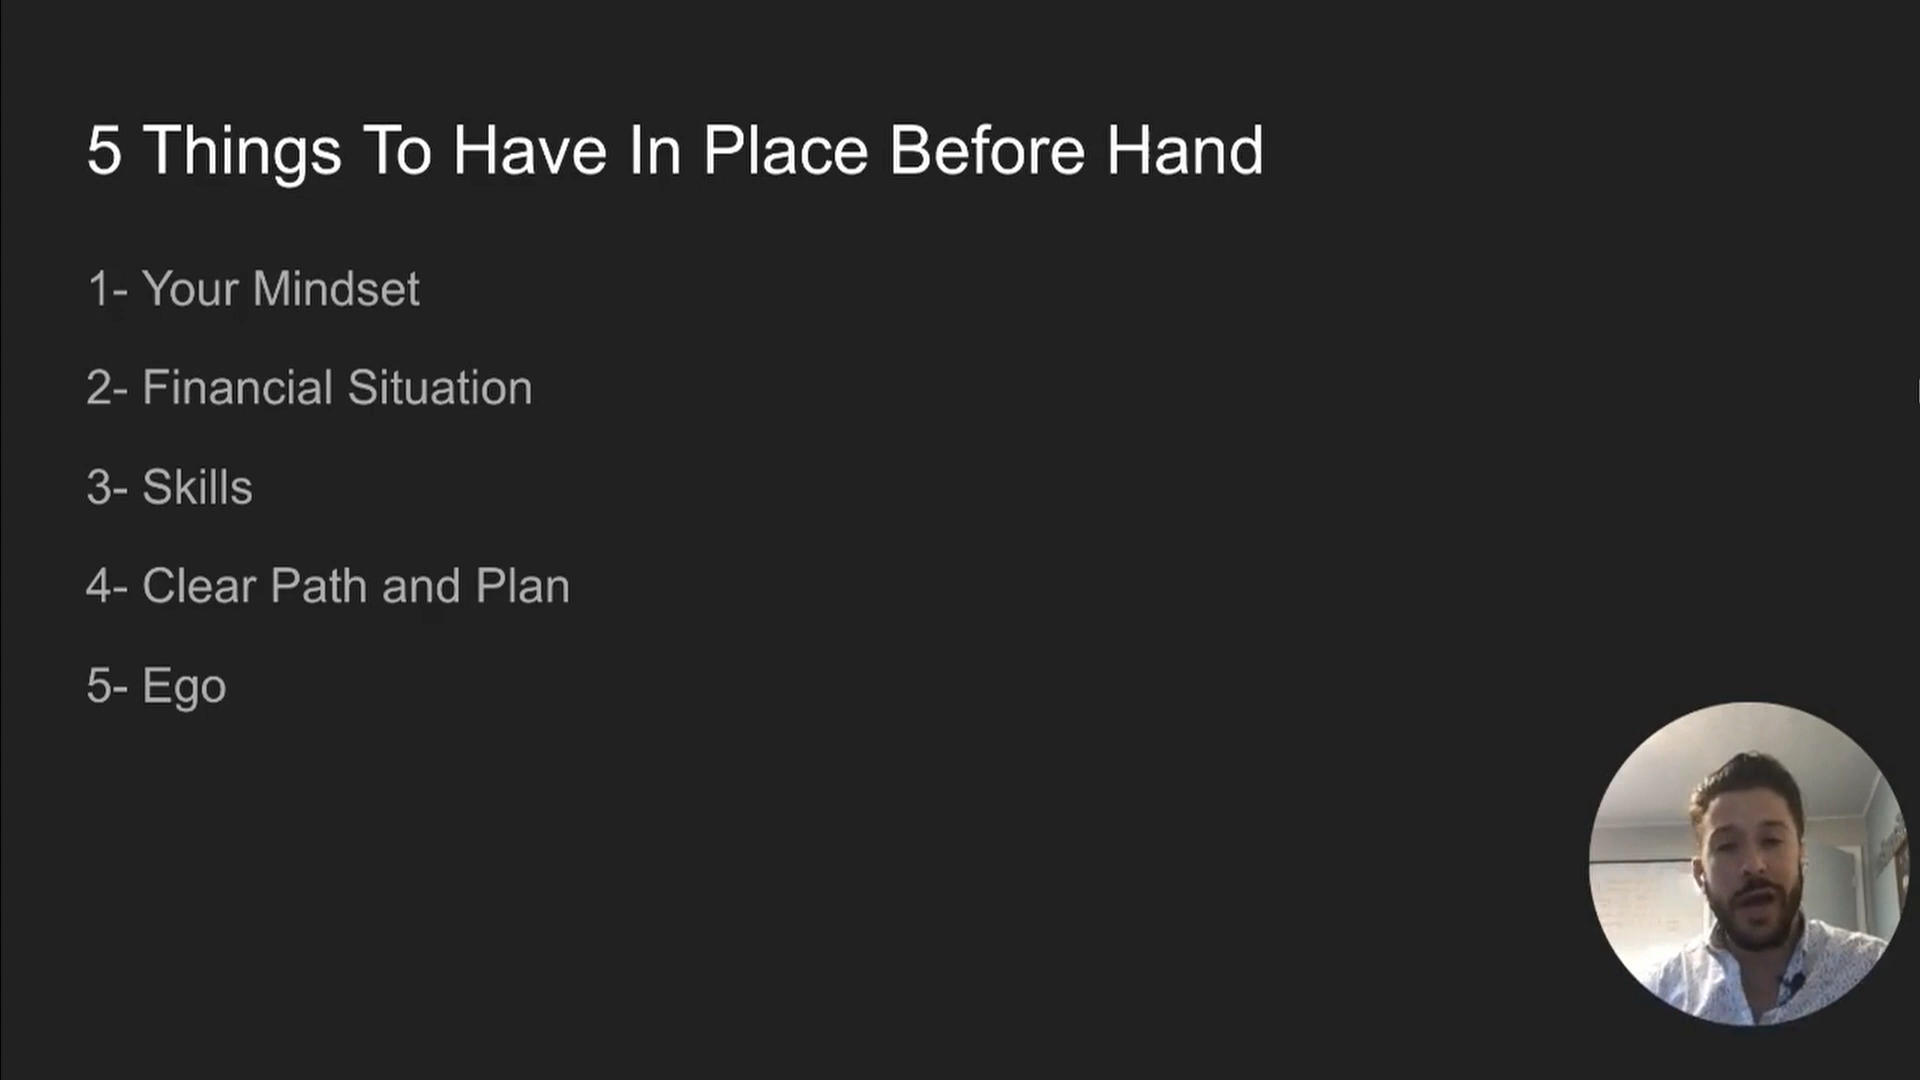 5 Things To Have In Place Before Hand
1- Your Mindset
2- Financial Situation
3- Skills
4- Clear Path and Plan
5- Ego